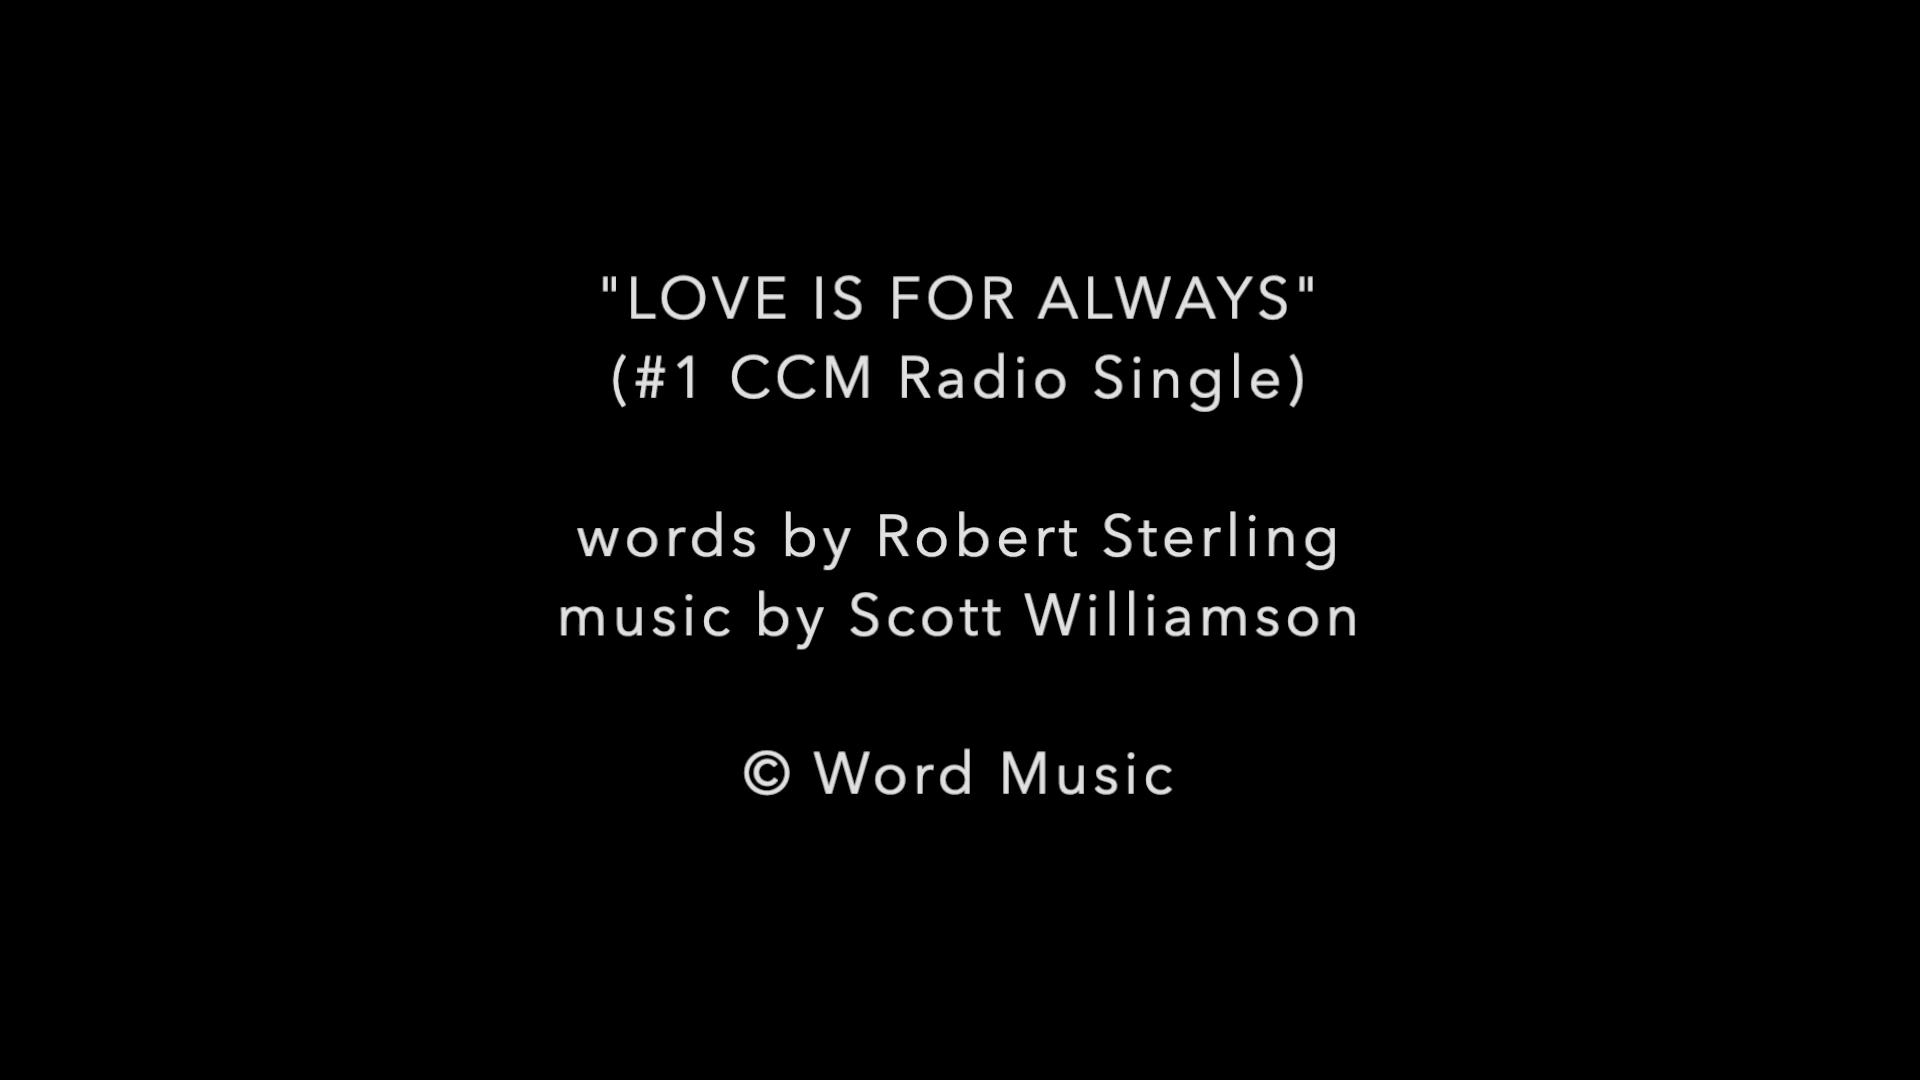 "LOVE IS FOR ALWAYS"
(#1 CCM Radio Single)
words by Robert Sterling
music by Scott Williamson
© Word Music